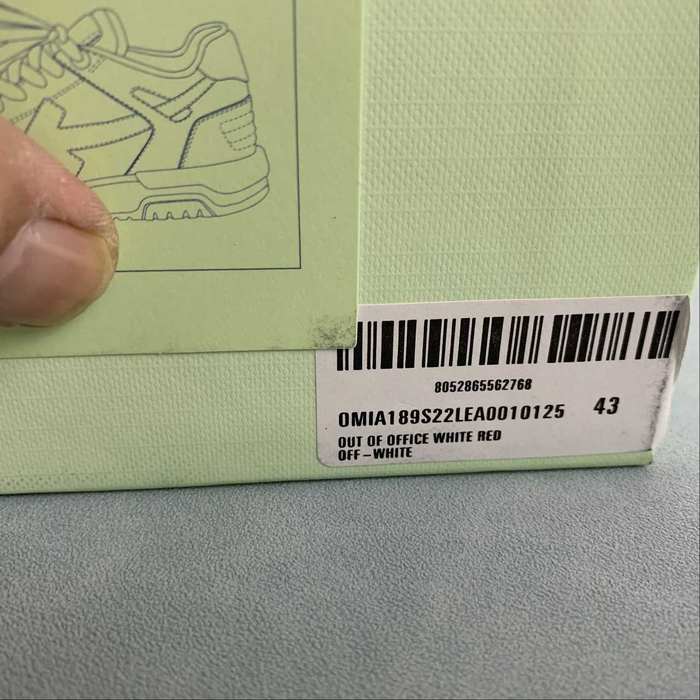 8052865562768
OMIA189S22LEA0010125 43
OUT OF OFFICE WHITE RED
OFF-WHITE